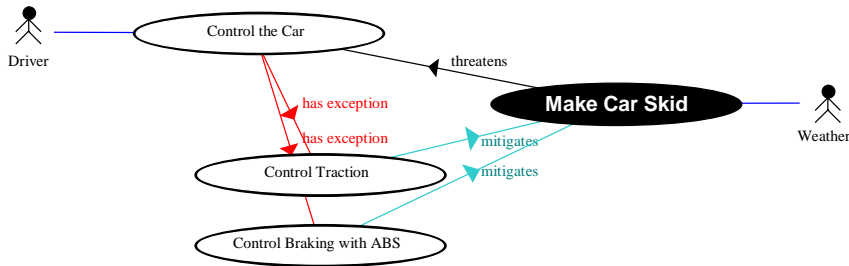 Control the Car
Driver
threatens
Make Car Skid
has exception
Weather
has exception
mitigates
Control Traction
mitigates
Control Braking with ABS